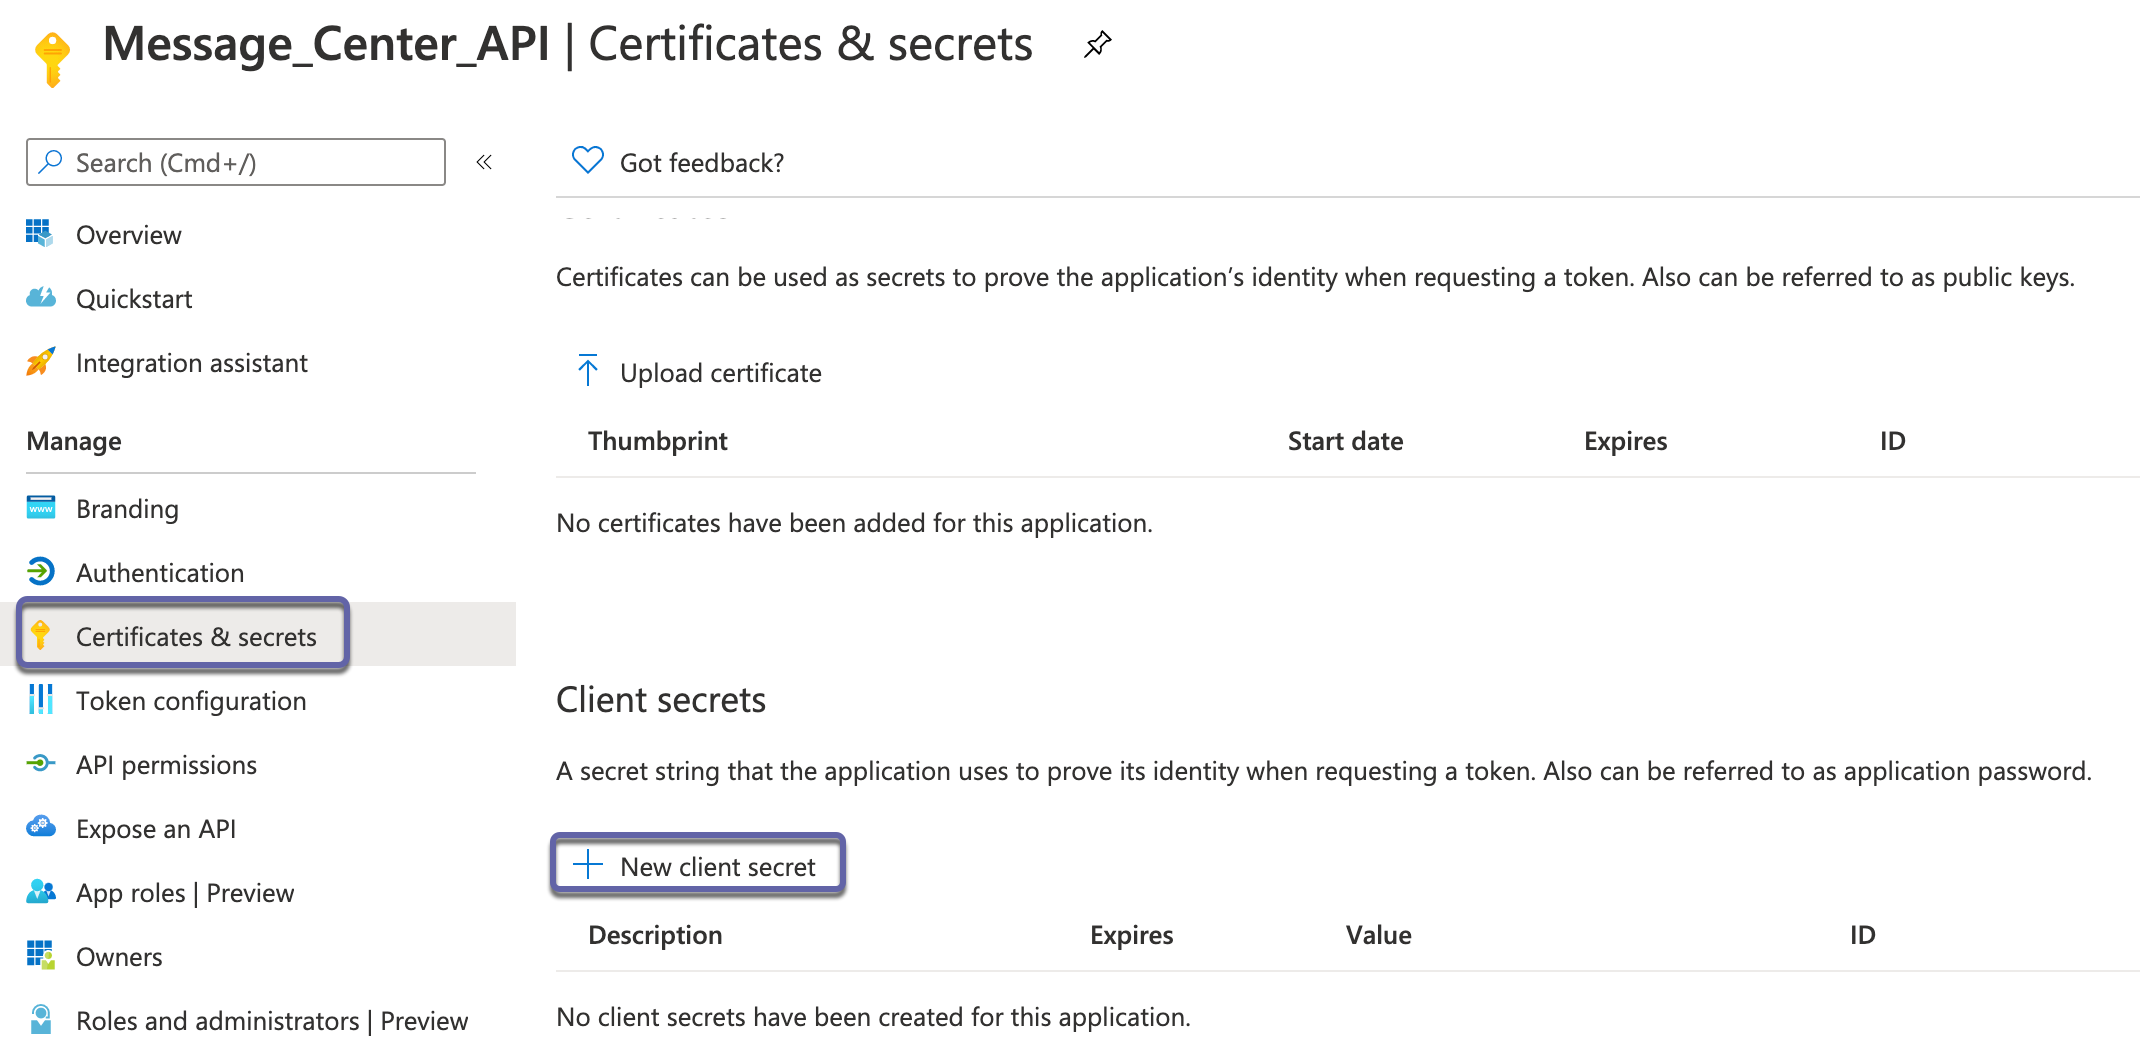 Message_Center_API | Certificates & secrets
Search (Cmd+/)
«
Overview
Quickstart
Integration assistant
Manage
Branding
Authentication
Certificates & secrets
Token configuration
API permissions
Expose an API
App roles | Preview
Owners
Roles and administrators | Preview
Got feedback?
Certificates can be used as secrets to prove the application’s identity when requesting a token. Also can be referred to as public keys.
Upload certificate
Thumbprint Start date Expires ID
No certificates have been added for this application.
Client secrets
A secret string that the application uses to prove its identity when requesting a token. Also can be referred to as application password.
New client secret
Description Expires Value ID
No client secrets have been created for this application.